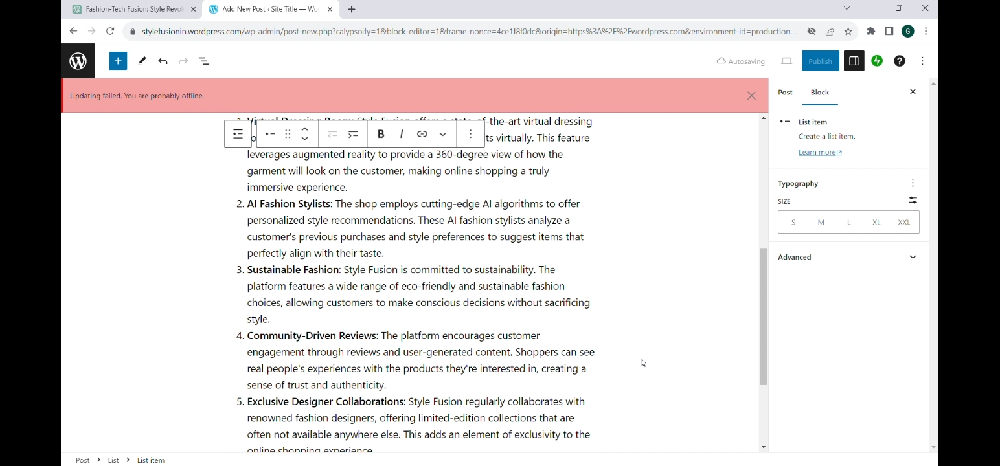 Fashion-Tech Fusion: Style Revol
Add New Post ‹ Site Title — Wor
stylefusionin.wordpress.com/wp-admin/post-new.php?calypsoify=1&block-editor=1&frame-nonce=4ce1f8f0dc&origin=https%3A%2F%2Fwordpress.com&environment-id=production...
G
Autosaving
Publish
Updating failed. You are probably offline.
Post
Block
-the-art virtual dressing
ts virtually. This feature
leverages augmented reality to provide a 360-degree view of how the
garment will look on the customer, making online shopping a truly
immersive experience.
2. AI Fashion Stylists: The shop employs cutting-edge AI algorithms to offer
personalized style recommendations. These AI fashion stylists analyze a
customer's previous purchases and style preferences to suggest items that
perfectly align with their taste.
3. Sustainable Fashion: Style Fusion is committed to sustainability. The
platform features a wide range of eco-friendly and sustainable fashion
choices, allowing customers to make conscious decisions without sacrificing
style.
4. Community-Driven Reviews: The platform encourages customer
engagement through reviews and user-generated content. Shoppers can see
real people's experiences with the products they're interested in, creating a
sense of trust and authenticity.
5. Exclusive Designer Collaborations: Style Fusion regularly collaborates with
renowned fashion designers, offering limited-edition collections that are
often not available anywhere else. This adds an element of exclusivity to the
online shopping experience
B I
List item
Create a list item.
Learn more
Typography
SIZE
S M L XL XXL
Advanced
Post > List > List item